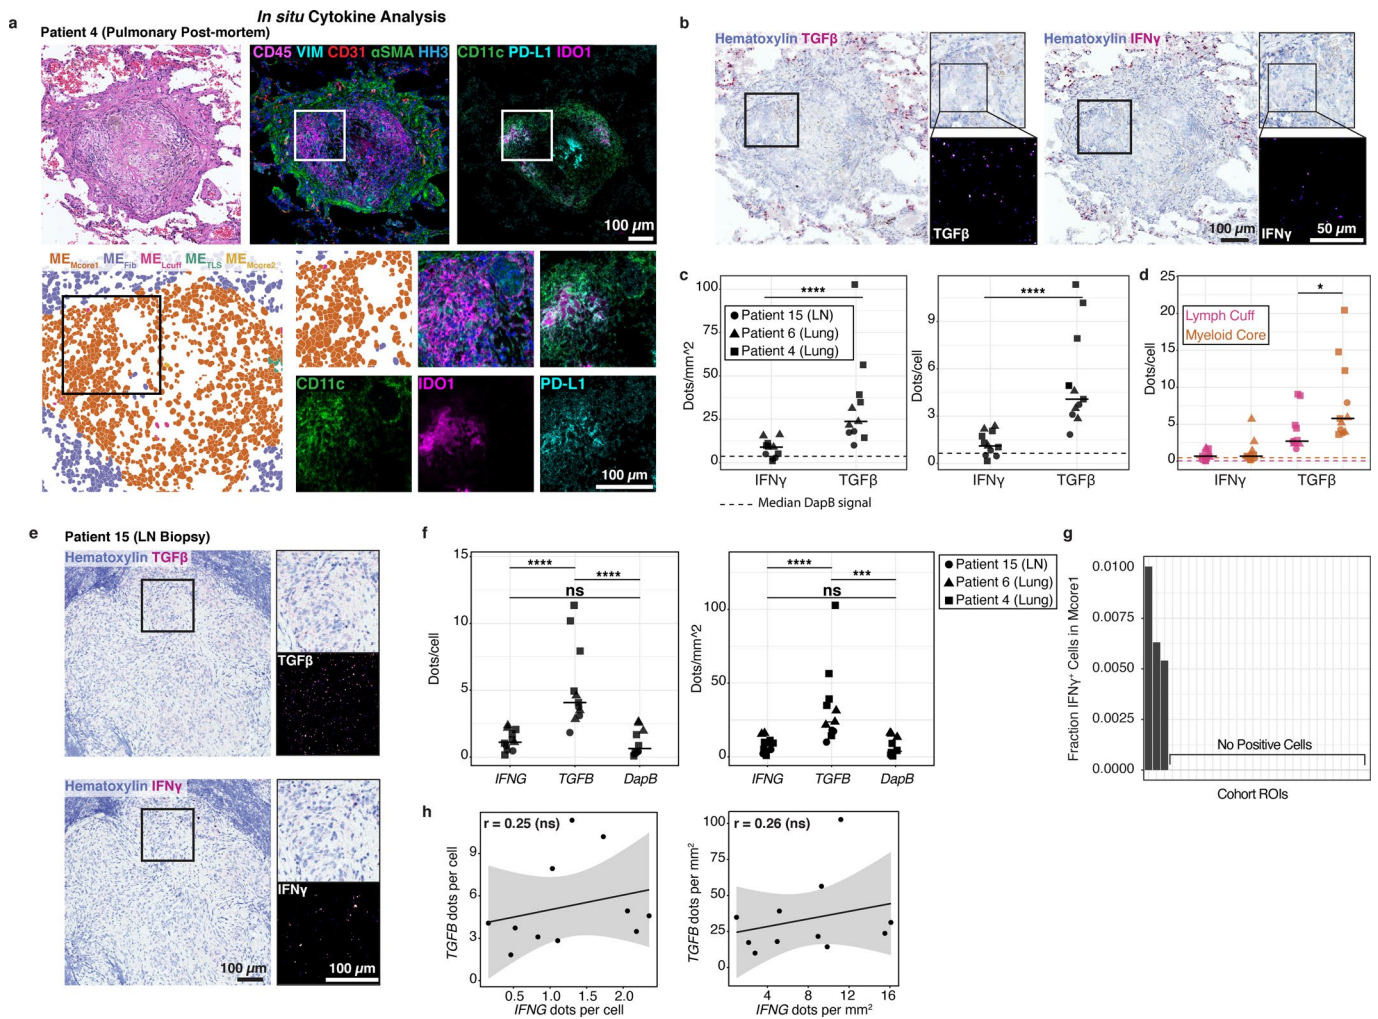 In situ Cytokine Analysis
a
Patient 4 (Pulmonary Post-mortem)
CD45 VIM CD31 αSMA HH3
CD11c PD-L1 IDO1
100 µm
ME_Mcore1 ME_Fib ME_Lcuff ME_TLS ME_Mcore2
CD11c
IDO1
PD-L1
100 µm
b
Hematoxylin TGFβ
TGFβ
Hematoxylin IFNγ
100 µm
IFNγ
50 µm
c
Dots/mm^2
100
75
50
25
0
****
Patient 15 (LN)
Patient 6 (Lung)
Patient 4 (Lung)
IFNγ
TGFβ
Dots/cell
9
6
3
0
****
IFNγ
TGFβ
Median DapB signal
d
Dots/cell
25
20
15
10
5
0
*
Lymph Cuff
Myeloid Core
IFNγ
TGFβ
e
Patient 15 (LN Biopsy)
Hematoxylin TGFβ
TGFβ
Hematoxylin IFNγ
100 µm
IFNγ
100 µm
f
Dots/cell
15
10
5
0
****
****
ns
IFNG
TGFB
DapB
Dots/mm^2
100
50
0
****
***
ns
IFNG
TGFB
DapB
Patient 15 (LN)
Patient 6 (Lung)
Patient 4 (Lung)
g
Fraction IFNγ⁺ Cells in Mcore1
0.0100
0.0075
0.0050
0.0025
0.0000
No Positive Cells
Cohort ROIs
h
r = 0.25 (ns)
TGFB dots per cell
9
6
3
0
0.5
1.0
1.5
2.0
IFNG dots per cell
r = 0.26 (ns)
TGFB dots per mm²
100
75
50
25
0
4
8
12
16
IFNG dots per mm²